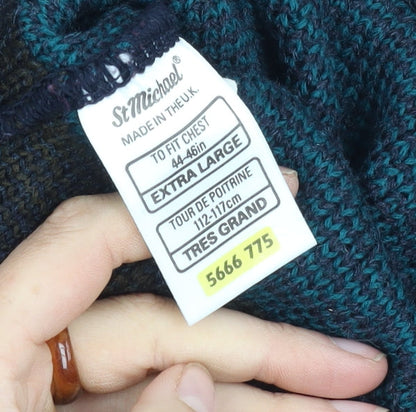 St Michael®
MADE IN THE U.K.
TO FIT CHEST
44-46in
EXTRA LARGE
TOUR DE POITRINE
112-117cm
TRES GRAND
5666 775